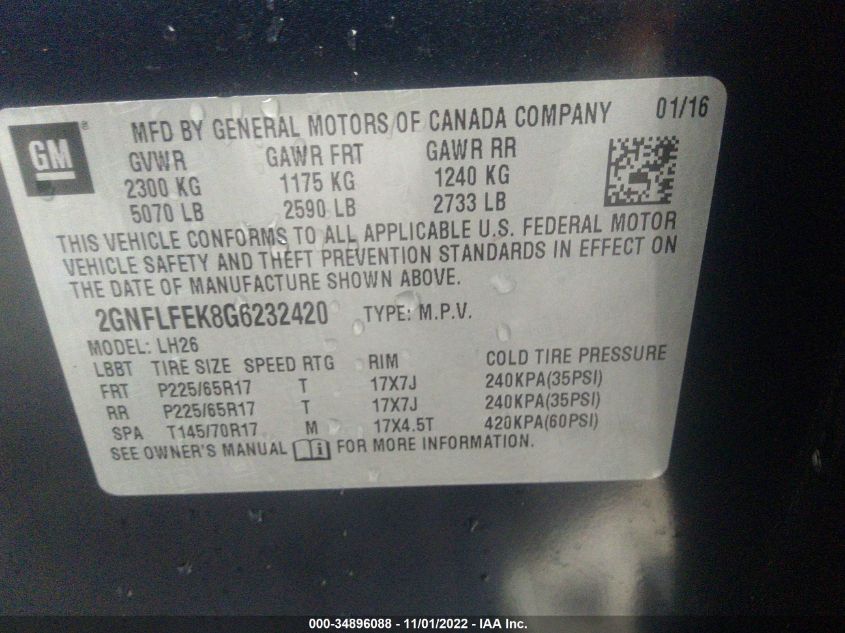 GM ® MFD BY GENERAL MOTORS OF CANADA COMPANY 01/16
GVWR GAWR FRT GAWR RR
2300 KG 1175 KG 1240 KG
5070 LB 2590 LB 2733 LB
THIS VEHICLE CONFORMS TO ALL APPLICABLE U.S. FEDERAL MOTOR
VEHICLE SAFETY AND THEFT PREVENTION STANDARDS IN EFFECT ON
THE DATE OF MANUFACTURE SHOWN ABOVE.
2GNFLFEK8G6232420 TYPE: M.P.V.
MODEL: LH26
LBBT TIRE SIZE SPEED RTG RIM COLD TIRE PRESSURE
FRT P225/65R17 T 17X7J 240KPA(35PSI)
RR P225/65R17 T 17X7J 240KPA(35PSI)
SPA T145/70R17 M 17X4.5T 420KPA(60PSI)
SEE OWNER'S MANUAL i FOR MORE INFORMATION.
000-34896088 - 11/01/2022 - IAA Inc.